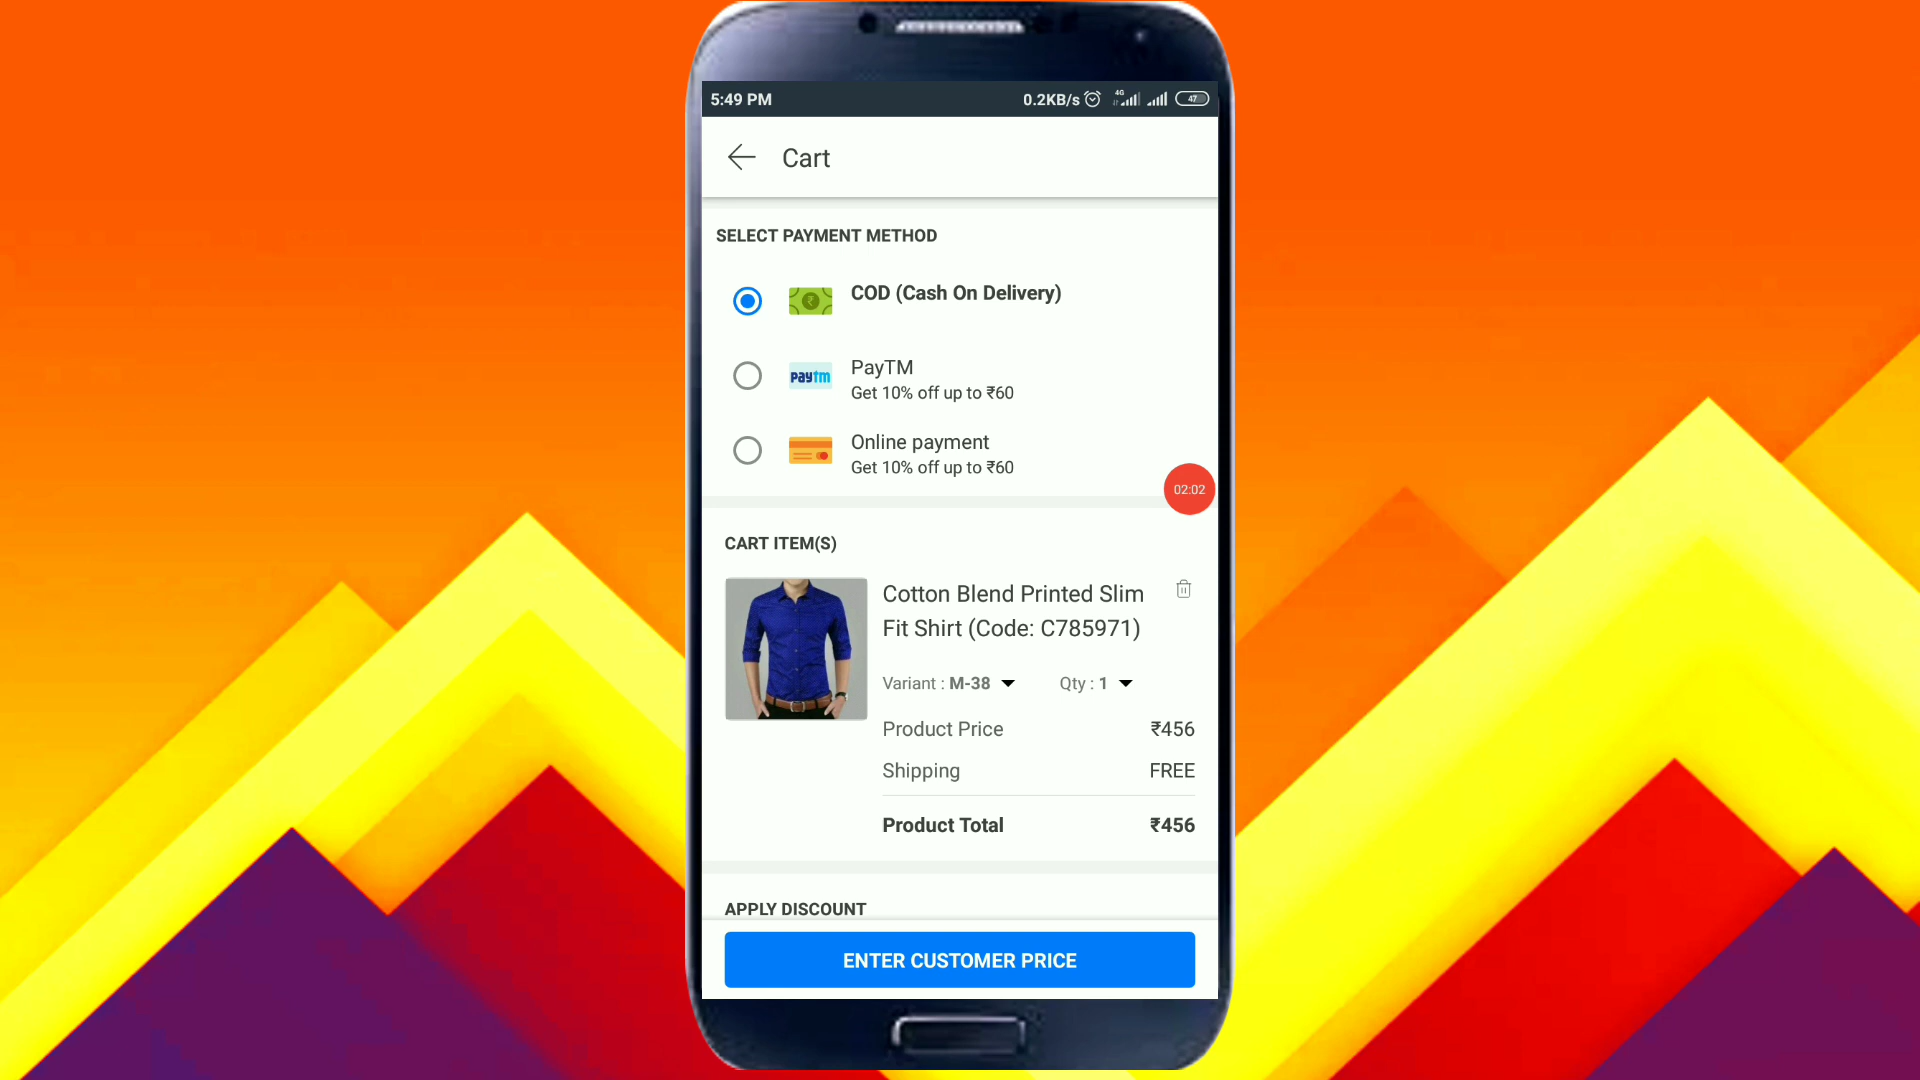 5:49 PM
0.2KB/s 4G 47
Cart
SELECT PAYMENT METHOD
COD (Cash On Delivery)
paytm
PayTM
Get 10% off up to ₹60
Online payment
Get 10% off up to ₹60
02:02
CART ITEM(S)
Cotton Blend Printed Slim
Fit Shirt (Code: C785971)
Variant : M-38
Qty : 1
Product Price ₹456
Shipping FREE
Product Total ₹456
APPLY DISCOUNT
ENTER CUSTOMER PRICE